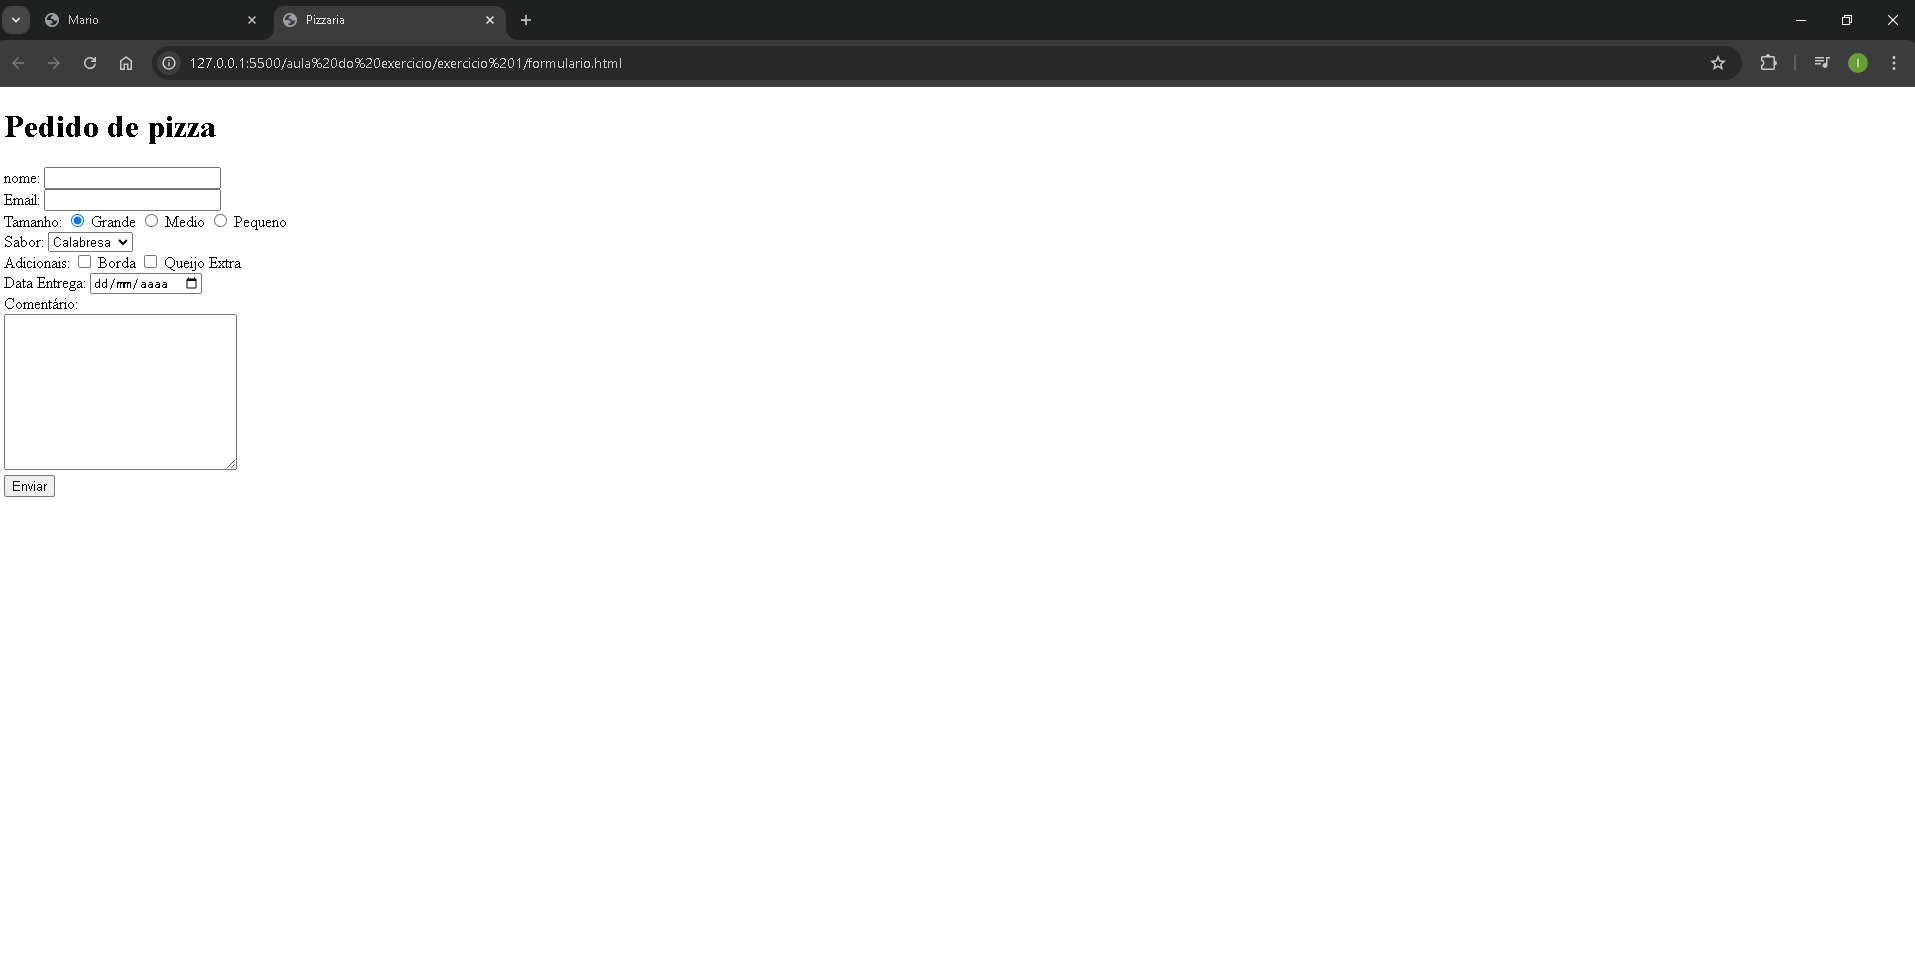 Mario
Pizzaria
127.0.0.1:5500/aula%20do%20exercicio/exercicio%201/formulario.html
I
Pedido de pizza
nome:
Email:
Tamanho: Grande Medio Pequeno
Sabor: Calabresa
Adicionais: Borda Queijo Extra
Data Entrega: dd/mm/aaaa
Comentário:
Enviar